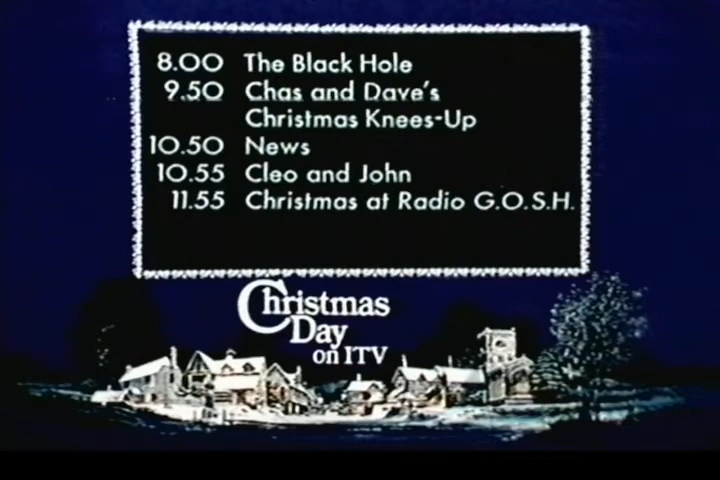 8.00 The Black Hole
9.50 Chas and Dave's
Christmas Knees-Up
10.50 News
10.55 Cleo and John
11.55 Christmas at Radio G.O.S.H.
Christmas
Day
on ITV